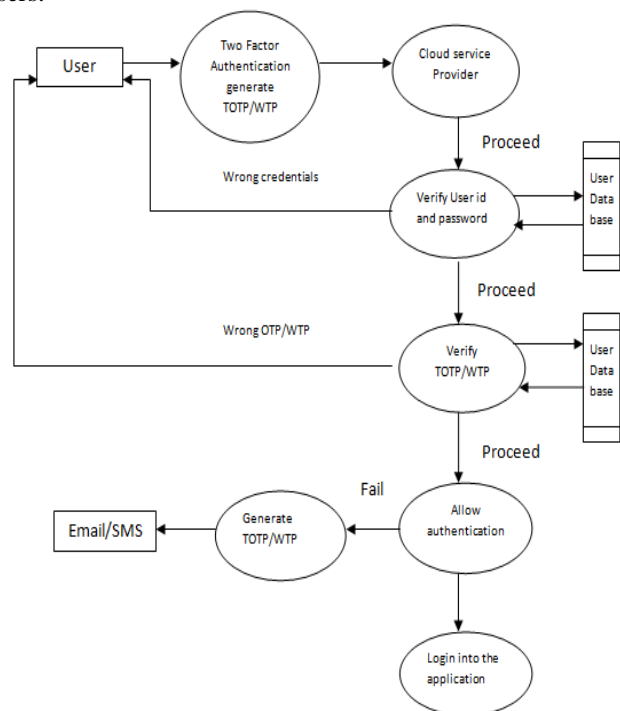 User
Two Factor
Authentication
generate
TOTP/WTP
Cloud service
Provider
Proceed
Wrong credentials
Verify User id
and password
User
Data
base
Proceed
Wrong OTP/WTP
Verify
TOTP/WTP
User
Data
base
Proceed
Fail
Email/SMS
Generate
TOTP/WTP
Allow
authentication
Login into the
application